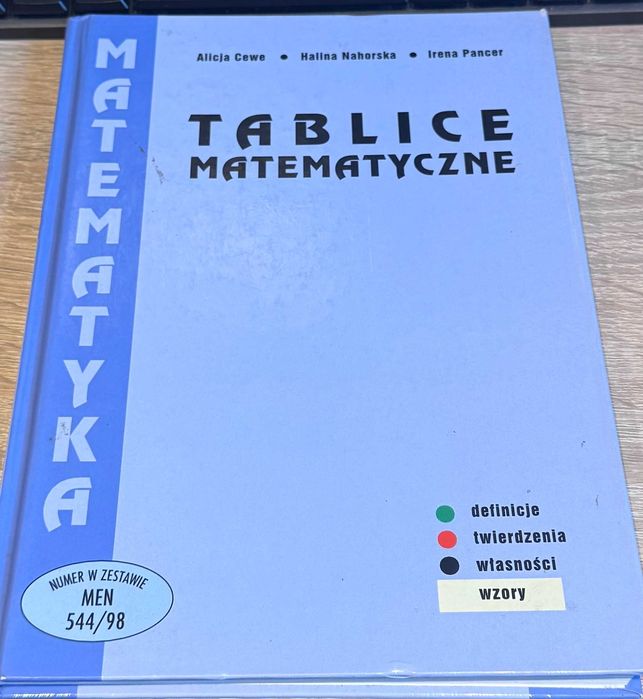 MATEMATYKA
Alicja Cewe • Halina Nahorska • Irena Pancer
TABLICE
MATEMATYCZNE
definicje
twierdzenia
własności
wzory
NUMER W ZESTAWIE
MEN
544/98